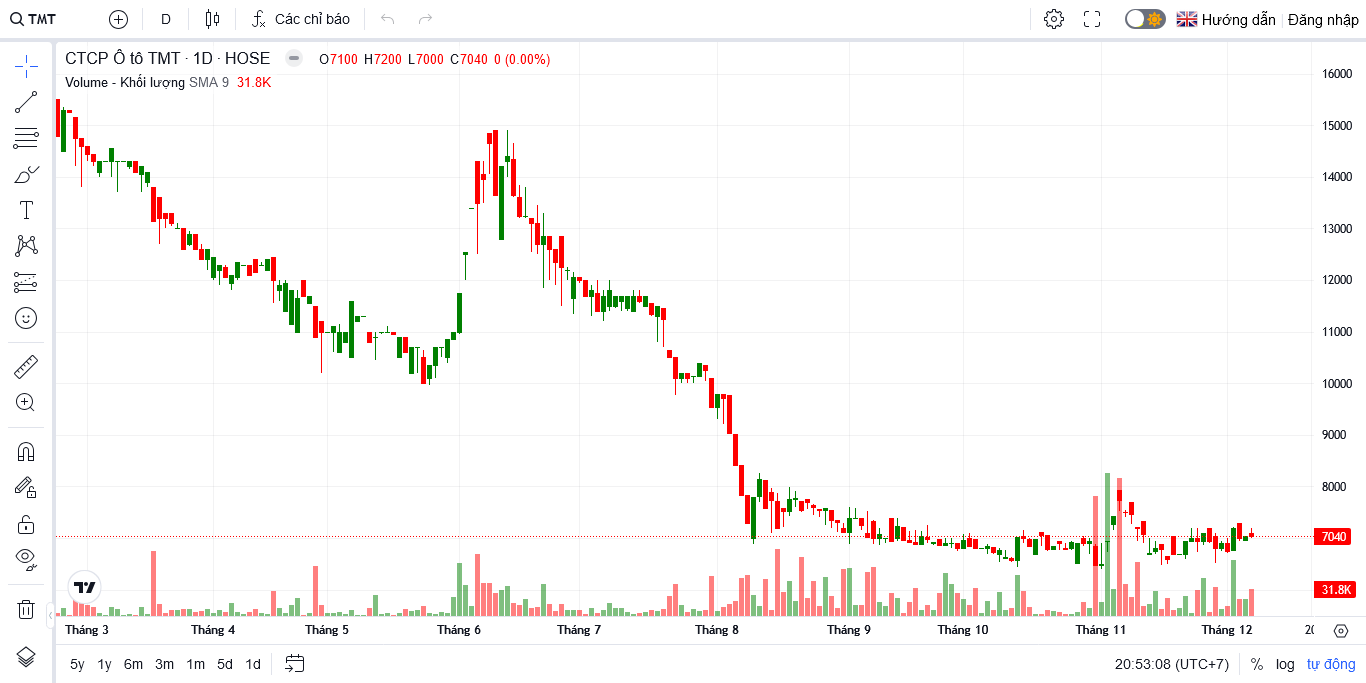 TMT D Các chỉ báo Hướng dẫn Đăng nhập
CTCP Ô tô TMT · 1D · HOSE O7100 H7200 L7000 C7040 0 (0.00%)
Volume - Khối lượng SMA 9 31.8K
16000
15000
14000
13000
12000
11000
10000
9000
8000
7040
31.8K
Tháng 3 Tháng 4 Tháng 5 Tháng 6 Tháng 7 Tháng 8 Tháng 9 Tháng 10 Tháng 11 Tháng 12
5y 1y 6m 3m 1m 5d 1d 20:53:08 (UTC+7) % log tự động